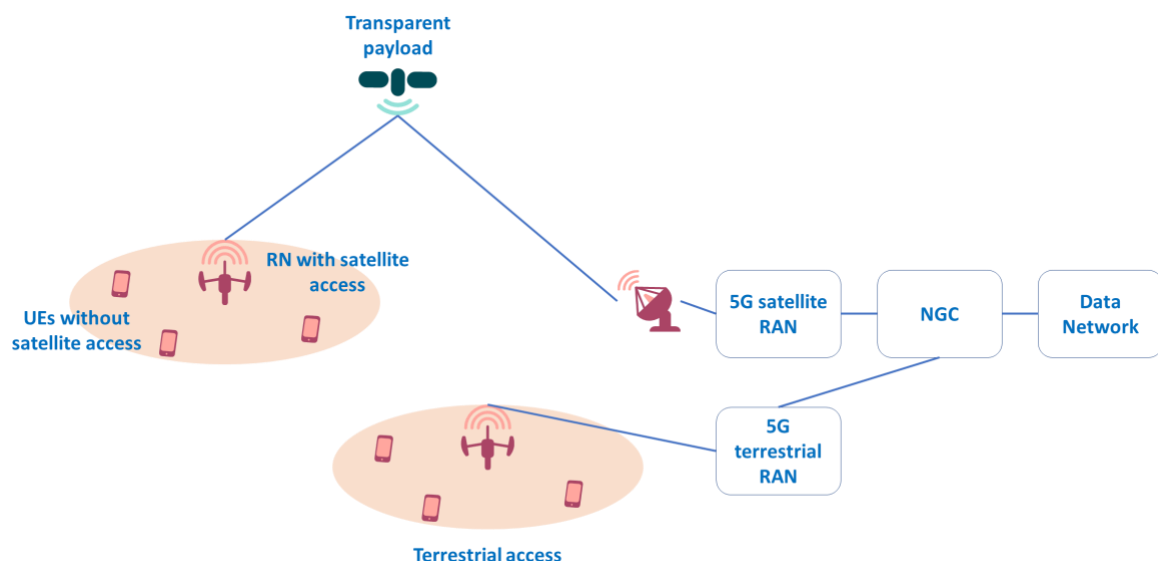 Transparent
payload
RN with satellite
access
UEs without
satellite access
5G satellite
RAN
NGC
Data
Network
5G
terrestrial
RAN
Terrestrial access